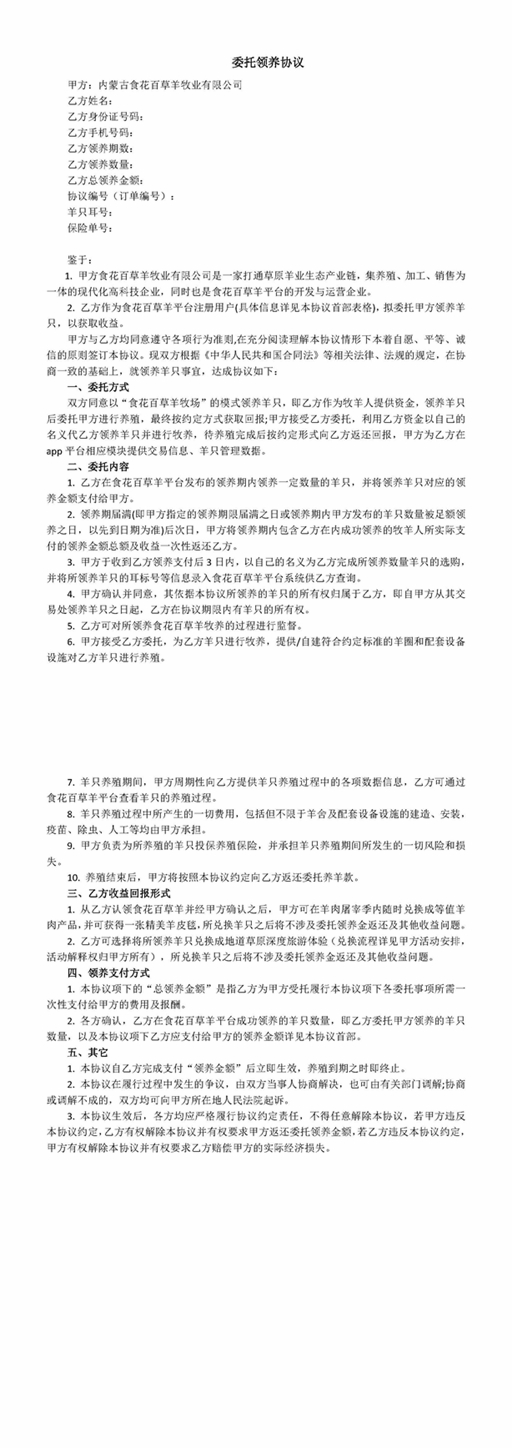 委托领养协议
甲方：内蒙古食花百草羊牧业有限公司
乙方姓名：
乙方身份证号码：
乙方手机号码：
乙方领养期数：
乙方领养数量：
乙方总领养金额：
协议编号（订单编号）：
羊只耳号：
保险单号：
鉴于：
1. 甲方食花百草羊牧业有限公司是一家打通草原羊业生态产业链，集养殖、加工、销售为
一体的现代化高科技企业，同时也是食花百草羊平台的开发与运营企业。
2. 乙方作为食花百草羊平台注册用户(具体信息详见本协议首部表格)，拟委托甲方领养羊
只，以获取收益。
甲方与乙方均同意遵守各项行为准则,在充分阅读理解本协议情形下本着自愿、平等、诚
信的原则签订本协议。现双方根据《中华人民共和国合同法》等相关法律、法规的规定，在协
商一致的基础上，就领养羊只事宜，达成协议如下：
一、委托方式
双方同意以“食花百草羊牧场”的模式领养羊只，即乙方作为牧羊人提供资金，领养羊只
后委托甲方进行养殖，最终按约定方式获取回报;甲方接受乙方委托，利用乙方资金以自己的
名义代乙方领养羊只并进行牧养，待养殖完成后按约定形式向乙方返还回报，甲方为乙方在
app 平台相应模块提供交易信息、羊只管理数据。
二、委托内容
1. 乙方在食花百草羊平台发布的领养期内领养一定数量的羊只，并将领养羊只对应的领
养金额支付给甲方。
2. 领养期届满(即甲方指定的领养期限届满之日或领养期内甲方发布的羊只数量被足额领
养之日，以先到日期为准)后次日，甲方将领养期内包含乙方在内成功领养的牧羊人所实际支
付的领养金额总额及收益一次性返还乙方。
3. 甲方于收到乙方领养支付后 3 日内，以自己的名义为乙方完成所领养数量羊只的选购，
并将所领养羊只的耳标号等信息录入食花百草羊平台系统供乙方查询。
4. 甲方确认并同意，其依据本协议所领养的羊只的所有权归属于乙方，即自甲方从其交
易处领养羊只之日起，乙方在协议期限内有羊只的所有权。
5. 乙方可对所领养食花百草羊牧养的过程进行监督。
6. 甲方接受乙方委托，为乙方羊只进行牧养，提供/自建符合约定标准的羊圈和配套设备
设施对乙方羊只进行养殖。
7. 羊只养殖期间，甲方周期性向乙方提供羊只养殖过程中的各项数据信息，乙方可通过
食花百草羊平台查看羊只的养殖过程。
8. 羊只养殖过程中所产生的一切费用，包括但不限于羊舍及配套设备设施的建造、安装，
疫苗、除虫、人工等均由甲方承担。
9. 甲方负责为所养殖的羊只投保养殖保险，并承担羊只养殖期间所发生的一切风险和损
失。
10. 养殖结束后，甲方将按照本协议约定向乙方返还委托养羊款。
三、乙方收益回报形式
1. 从乙方认领食花百草羊并经甲方确认之后，甲方可在羊肉屠宰季内随时兑换成等值羊
肉产品，并可获得一张精美羊皮毯，所兑换羊只之后将不涉及委托领养金返还及其他收益问题。
2. 乙方可选择将所领养羊只兑换成地道草原深度旅游体验（兑换流程详见甲方活动安排，
活动解释权归甲方所有），所兑换羊只之后将不涉及委托领养金返还及其他收益问题。
四、领养支付方式
1. 本协议项下的“总领养金额”是指乙方为甲方受托履行本协议项下各委托事项所需一
次性支付给甲方的费用及报酬。
2. 各方确认，乙方在食花百草羊平台成功领养的羊只数量，即乙方委托甲方领养的羊只
数量，以及本协议项下乙方应支付给甲方的领养金额详见本协议首部。
五、其它
1. 本协议自乙方完成支付“领养金额”后立即生效，养殖到期之时即终止。
2. 本协议在履行过程中发生的争议，由双方当事人协商解决，也可由有关部门调解;协商
或调解不成的，双方均可向甲方所在地人民法院起诉。
3. 本协议生效后，各方均应严格履行协议约定责任，不得任意解除本协议，若甲方违反
本协议约定，乙方有权解除本协议并有权要求甲方返还委托领养金额,若乙方违反本协议约定，
甲方有权解除本协议并有权要求乙方赔偿甲方的实际经济损失。